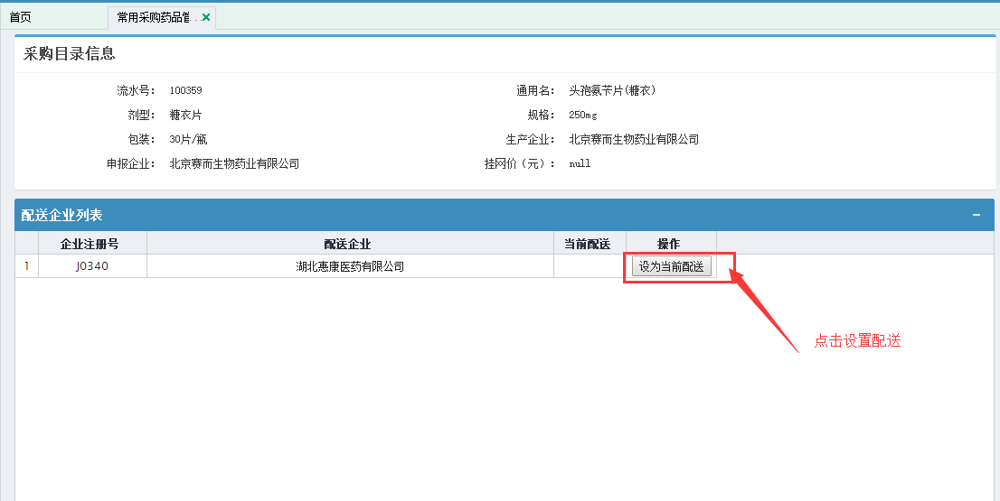 首页 常用采购药品管...
采购目录信息
流水号： 100359 通用名： 头孢氨苄片(糖衣)
剂型： 糖衣片 规格： 250mg
包装： 30片/瓶 生产企业： 北京赛而生物药业有限公司
申报企业： 北京赛而生物药业有限公司 挂网价（元）： null
配送企业列表
企业注册号 配送企业 当前配送 操作
1 J0340 湖北惠康医药有限公司 设为当前配送
点击设置配送